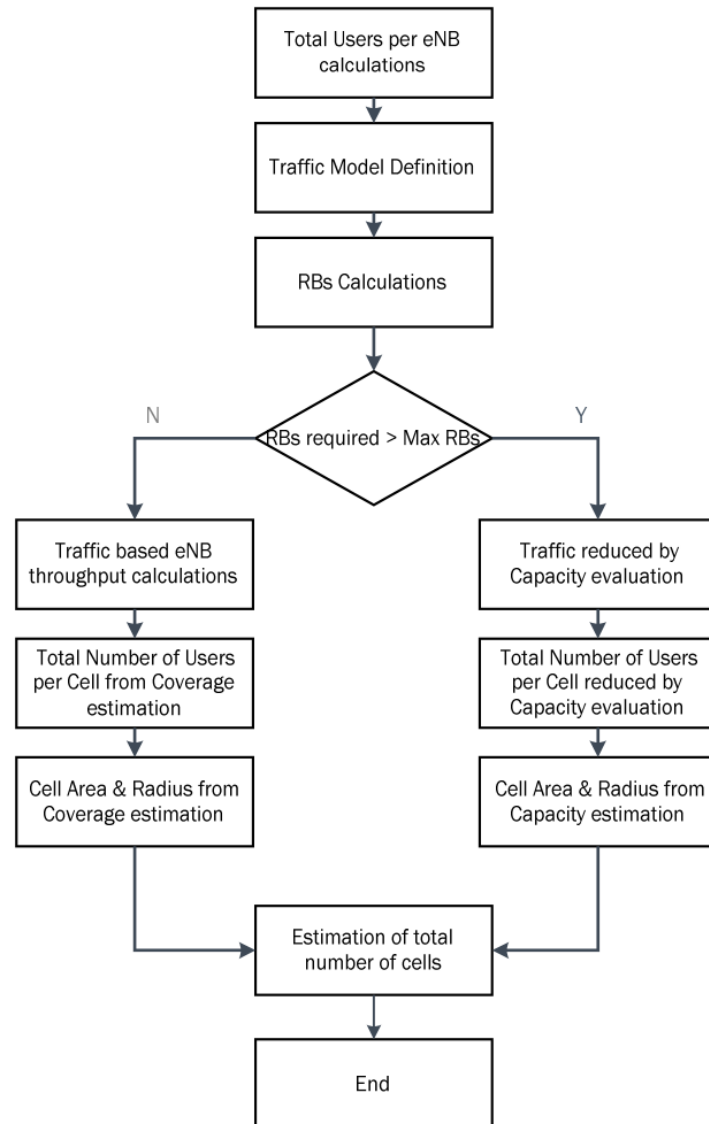 Total Users per eNB
calculations
Traffic Model Definition
RBs Calculations
N
RBs required > Max RBs
Y
Traffic based eNB
throughput calculations
Traffic reduced by
Capacity evaluation
Total Number of Users
per Cell from Coverage
estimation
Total Number of Users
per Cell reduced by
Capacity evaluation
Cell Area & Radius from
Coverage estimation
Cell Area & Radius from
Capacity estimation
Estimation of total
number of cells
End